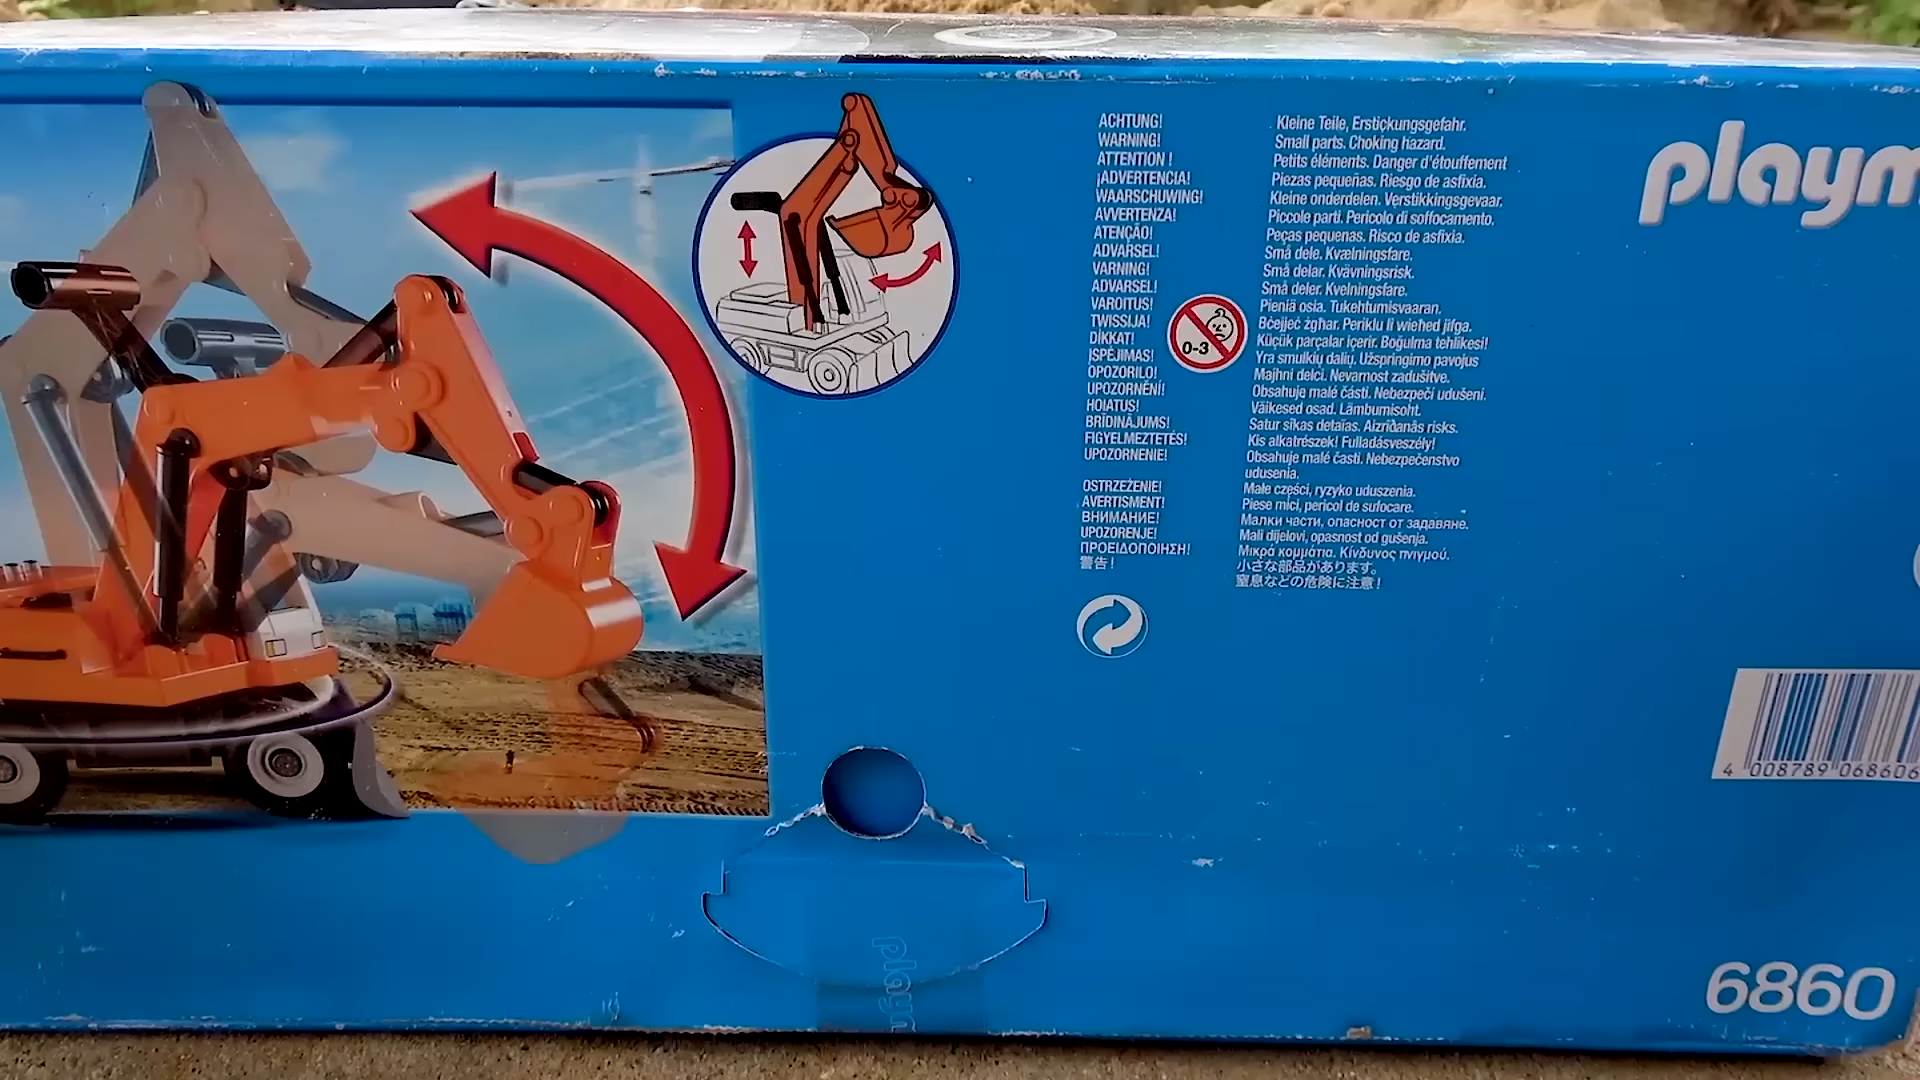 ACHTUNG! Kleine Teile, Erstickungsgefahr.
WARNING! Small parts. Choking hazard.
ATTENTION ! Petits éléments. Danger d'étouffement
¡ADVERTENCIA! Piezas pequeñas. Riesgo de asfixia.
WAARSCHUWING! Kleine onderdelen. Verstikkingsgevaar.
AVVERTENZA! Piccole parti. Pericolo di soffocamento.
ATENÇÃO! Peças pequenas. Risco de asfixia.
ADVARSEL! Små dele. Kvælningsfare.
VARNING! Små delar. Kvävningsrisk.
ADVARSEL! Små deler. Kvelningsfare.
VAROITUS! Pieniä osia. Tukehtumisvaaran.
TWISSIJA! Bċejjeċ żgħar. Periklu li wieħed jifga.
DİKKAT! Küçük parçalar içerir. Boğulma tehlikesi!
ĮSPĖJIMAS! Yra smulkių dalių. Užspringimo pavojus
OPOZORILO! Majhni delci. Nevarnost zadušitve.
UPOZORNĚNÍ! Obsahuje malé části. Nebezpečí udušení.
HOIATUS! Väikesed osad. Lämbumisoht.
BRĪDINĀJUMS! Satur sīkas detaļas. Aizrīšanās risks.
FIGYELMEZTETÉS! Kis alkatrészek! Fulladásveszély!
UPOZORNENIE! Obsahuje malé časti. Nebezpečenstvo
udusenia.
OSTRZEŻENIE! Małe części, ryzyko uduszenia.
AVERTISMENT! Piese mici, pericol de sufocare.
ВНИМАНИЕ! Малки части, опасност от задавяне.
UPOZORENJE! Mali dijelovi, opasnost od gušenja.
ΠΡΟΕΙΔΟΠΟΙΗΣΗ! Μικρά κομμάτια. Κίνδυνος πνιγμού.
警告! 小さな部品があります。
窒息などの危険に注意!
0-3
playm
4 008789 068606
playm
6860